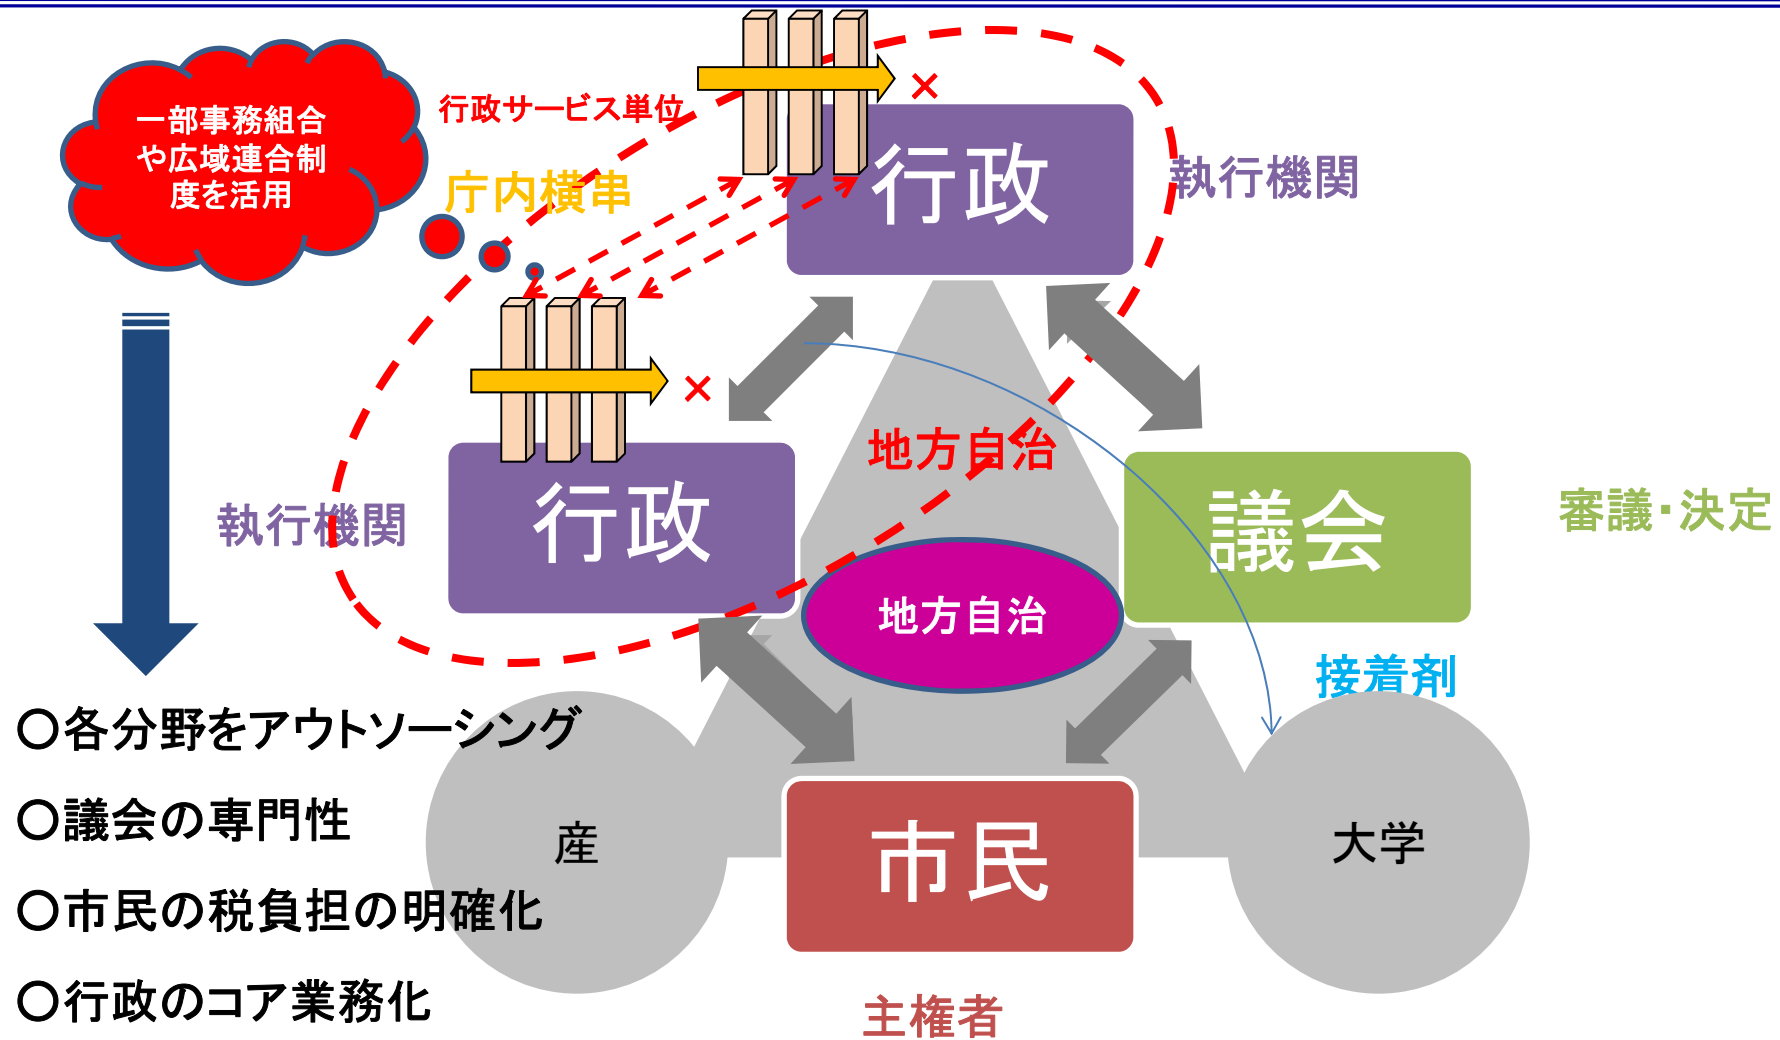 一部事務組合
や広域連合制
度を活用
行政サービス単位
×
庁内横串
行政
執行機関
×
地方自治
行政
執行機関
議会
審議・決定
地方自治
接着剤
〇各分野をアウトソーシング
〇議会の専門性
産
市民
大学
〇市民の税負担の明確化
〇行政のコア業務化
主権者